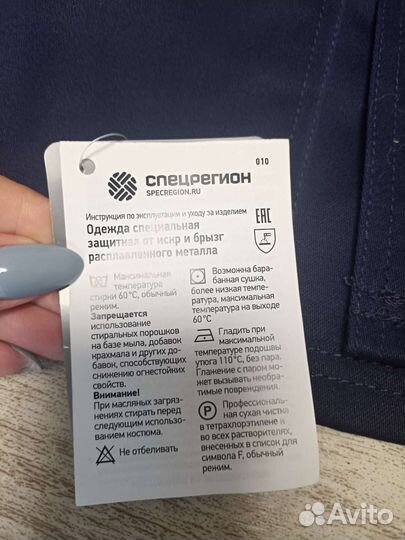 010
СПЕЦРЕГИОН
SPECREGION.RU
Инструкция по эксплуатации и уходу за изделием
Одежда специальная
защитная от искр и брызг
расплавленного металла
EAC
Максимальная
температура
стирки 60°C, обычный
режим.
Запрещается
использование
стиральных порошков
на базе мыла, добавок
крахмала и других до-
бавок, способствующих
снижению огнестойких
свойств.
Внимание!
При масляных загряз-
нениях стирать перед
следующим использо-
ванием костюма.
Не отбеливать
Возможна бара-
банная сушка,
более низкая темпе-
ратура, максимальная
температура на выходе
60°C
Гладить при
максимальной
температуре подошвы
утюга 110°C, без пара.
Глажение с паром мо-
жет вызывать необра-
тимые повреждения.
P
Профессиональ-
ная сухая чистка
в тетрахлорэтилене и
во всех растворителях,
внесенных в список для
символа F, обычный
режим.
Avito